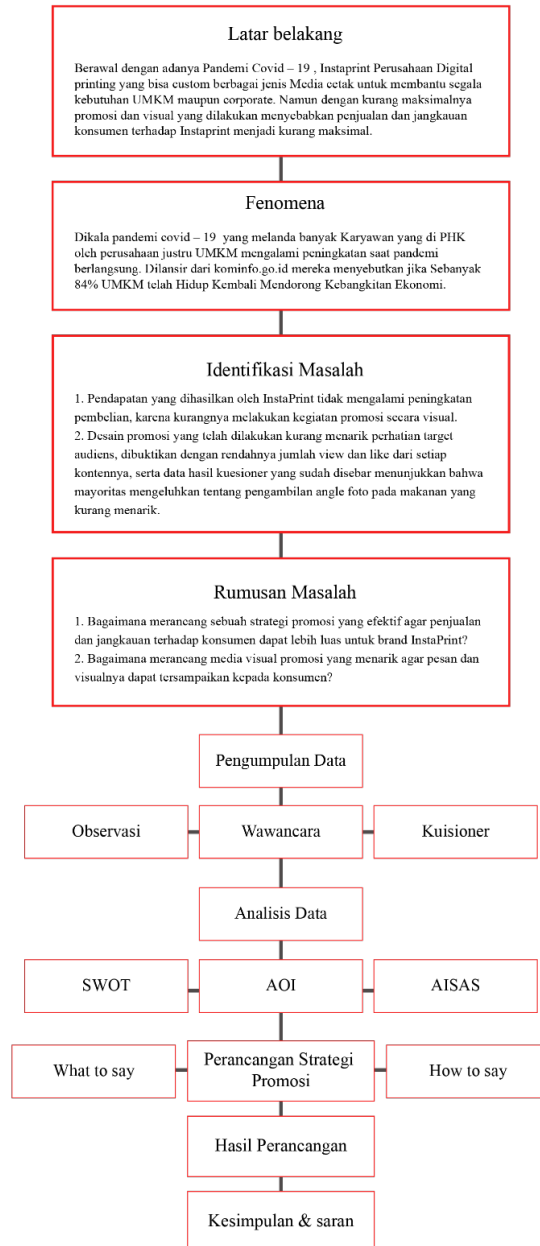 Latar belakang
Berawal dengan adanya Pandemi Covid – 19 , Instaprint Perusahaan Digital
printing yang bisa custom berbagai jenis Media cetak untuk membantu segala
kebutuhan UMKM maupun corporate. Namun dengan kurang maksimalnya
promosi dan visual yang dilakukan menyebabkan penjualan dan jangkauan
konsumen terhadap Instaprint menjadi kurang maksimal.
Fenomena
Dikala pandemi covid – 19 yang melanda banyak Karyawan yang di PHK
oleh perusahaan justru UMKM mengalami peningkatan saat pandemi
berlangsung. Dilansir dari kominfo.go.id mereka menyebutkan jika Sebanyak
84% UMKM telah Hidup Kembali Mendorong Kebangkitan Ekonomi.
Identifikasi Masalah
1. Pendapatan yang dihasilkan oleh InstaPrint tidak mengalami peningkatan
pembelian, karena kurangnya melakukan kegiatan promosi secara visual.
2. Desain promosi yang telah dilakukan kurang menarik perhatian target
audiens, dibuktikan dengan rendahnya jumlah view dan like dari setiap
kontennya, serta data hasil kuesioner yang sudah disebar menunjukkan bahwa
mayoritas mengeluhkan tentang pengambilan angle foto pada makanan yang
kurang menarik.
Rumusan Masalah
1. Bagaimana merancang sebuah strategi promosi yang efektif agar penjualan
dan jangkauan terhadap konsumen dapat lebih luas untuk brand InstaPrint?
2. Bagaimana merancang media visual promosi yang menarik agar pesan dan
visualnya dapat tersampaikan kepada konsumen?
Pengumpulan Data
Observasi
Wawancara
Kuisioner
Analisis Data
SWOT
AOI
AISAS
What to say
Perancangan Strategi
Promosi
How to say
Hasil Perancangan
Kesimpulan & saran